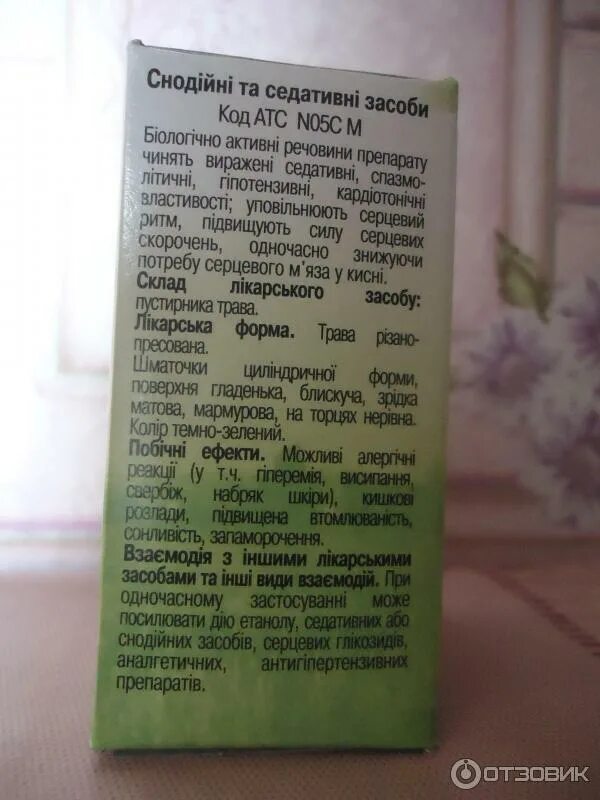 Снодійні та седативні засоби
Код АТС N05C M
Біологічно активні речовини препарату
чинять виражені седативні, спазмо-
літичні, гіпотензивні, кардіотонічні
властивості; уповільнюють серцевий
ритм, підвищують силу серцевих
скорочень, одночасно знижуючи
потребу серцевого м'яза у кисні.
Склад лікарського засобу:
пустирника трава.
Лікарська форма. Трава різано-
пресована.
Шматочки циліндричної форми,
поверхня гладенька, блискуча, зрідка
матова, мармурова, на торцях нерівна.
Колір темно-зелений.
Побічні ефекти. Можливі алергічні
реакції (у т.ч. гіперемія, висипання,
свербіж, набряк шкіри), кишкові
розлади, підвищена втомлюваність,
сонливість, запаморочення.
Взаємодія з іншими лікарськими
засобами та інші види взаємодій. При
одночасному застосуванні може
посилювати дію етанолу, седативних або
снодійних засобів, серцевих глікозидів,
аналгетичних, антигіпертензивних
препаратів.
ОТЗОВИК